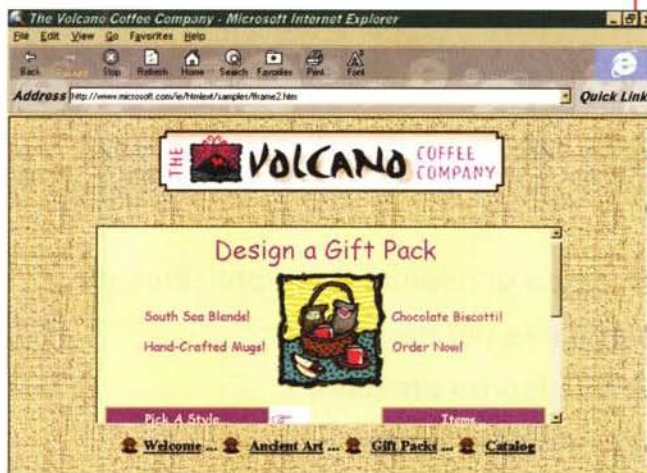 The Volcano Coffee Company - Microsoft Internet Explorer
File Edit View Go Favorites Help
Back Stop Refresh Home Search Favorites Print Font
Address http://www.microsoft.com/ie/htmlext/samples/fframe2.htm Quick Link
THE VOLCANO COFFEE COMPANY
Design a Gift Pack
South Sea Blends! Chocolate Biscotti!
Hand-Crafted Mugs! Order Now!
Pick A Style... Items...
Welcome ... Ancient Art ... Gift Packs ... Catalog